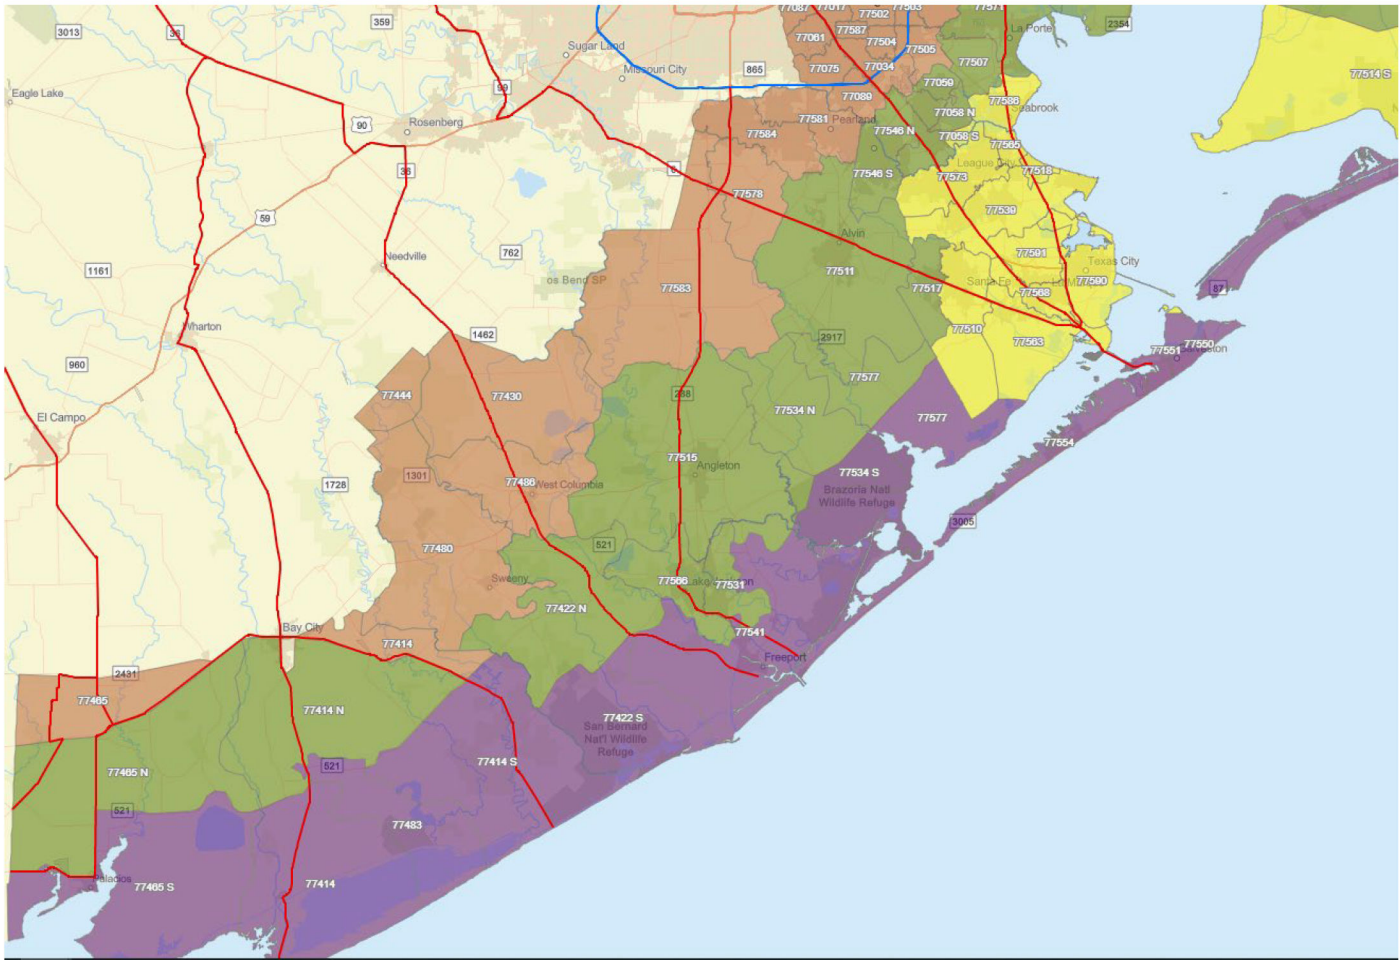 77087
77017
77502
77503
77571
3013
36
359
2354
77061
77587
77504
La Porte
Sugar Land
77505
77507
77075
77034
Missouri City
865
77514 S
Eagle Lake
99
77059
77089
77586
Seabrook
90
Rosenberg
77584
77581
Pearland
77058 N
77546 N
77058 S
77565
36
6
League City
77518
77546 S
77573
77578
59
77539
Alvin
762
77591
Needville
Texas City
1161
77511
os Bend SP
Santa Fe
77590
77583
77517
77568
La M
87
Wharton
77510
1462
2917
77563
77550
77551
Galveston
960
77577
77444
77430
288
77534 N
El Campo
77577
77554
77515
Angleton
77534 S
1301
77486
West Columbia
1728
Brazoria Natl
Wildlife Refuge
3005
77480
521
Sweeny
77566
77531
77422 N
Bay City
77541
77414
Freeport
2431
77465
77414 N
77422 S
San Bernard
Nat'l Wildlife
Refuge
77414 S
521
77465 N
521
77483
Palacios
77465 S
77414